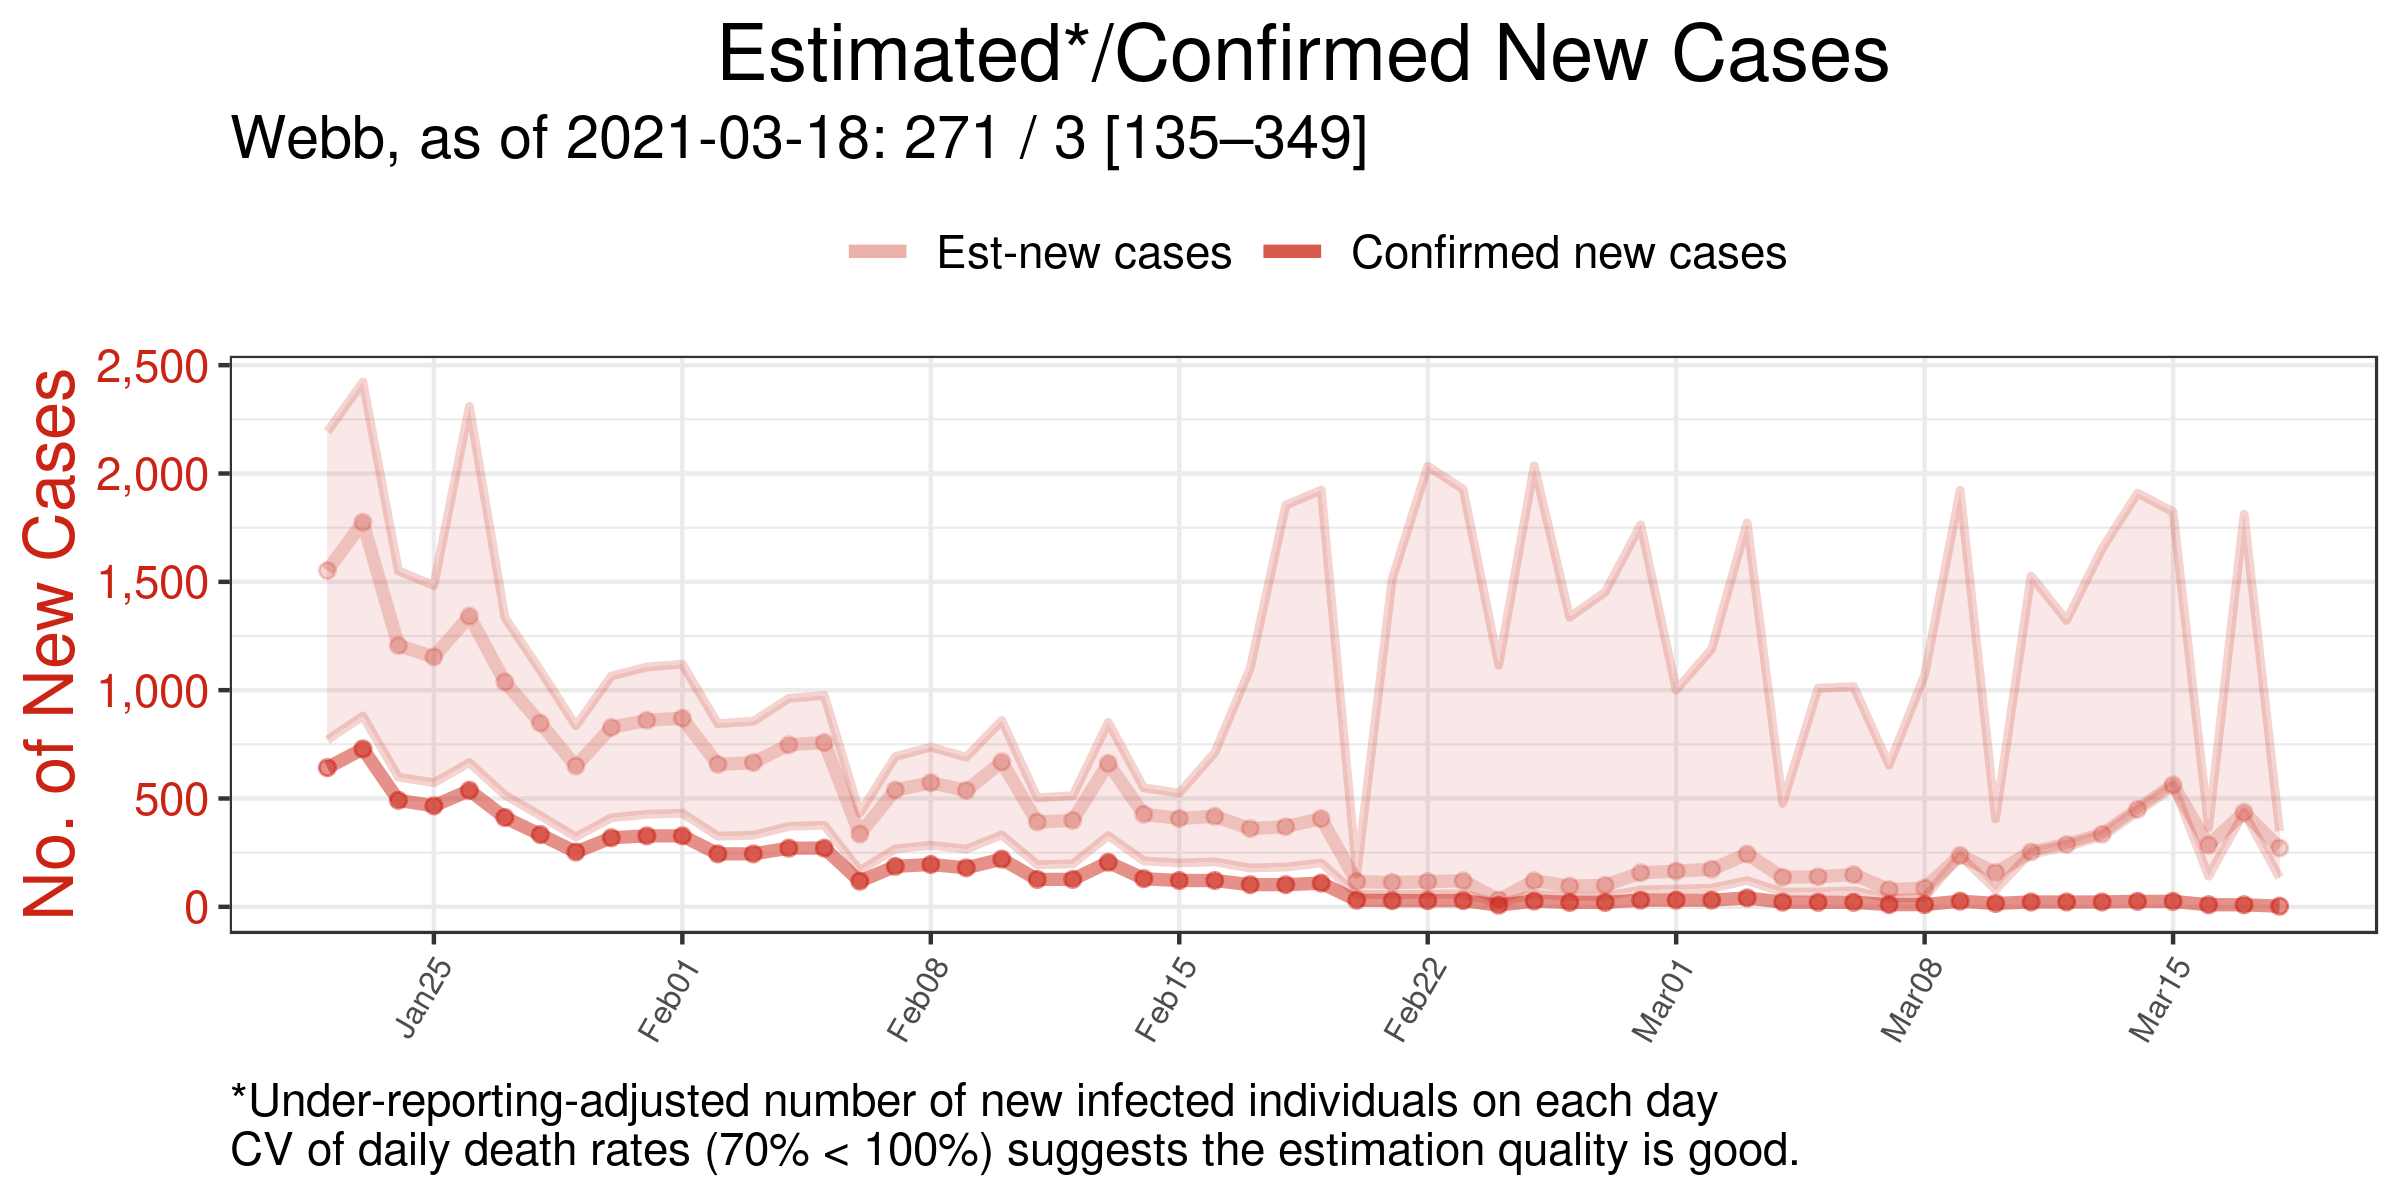 Estimated*/Confirmed New Cases
Webb, as of 2021-03-18: 271 / 3 [135–349]
Est-new cases
Confirmed new cases
No. of New Cases
2,500
2,000
1,500
1,000
500
0
Jan25
Feb01
Feb08
Feb15
Feb22
Mar01
Mar08
Mar15
*Under-reporting-adjusted number of new infected individuals on each day
CV of daily death rates (70% < 100%) suggests the estimation quality is good.